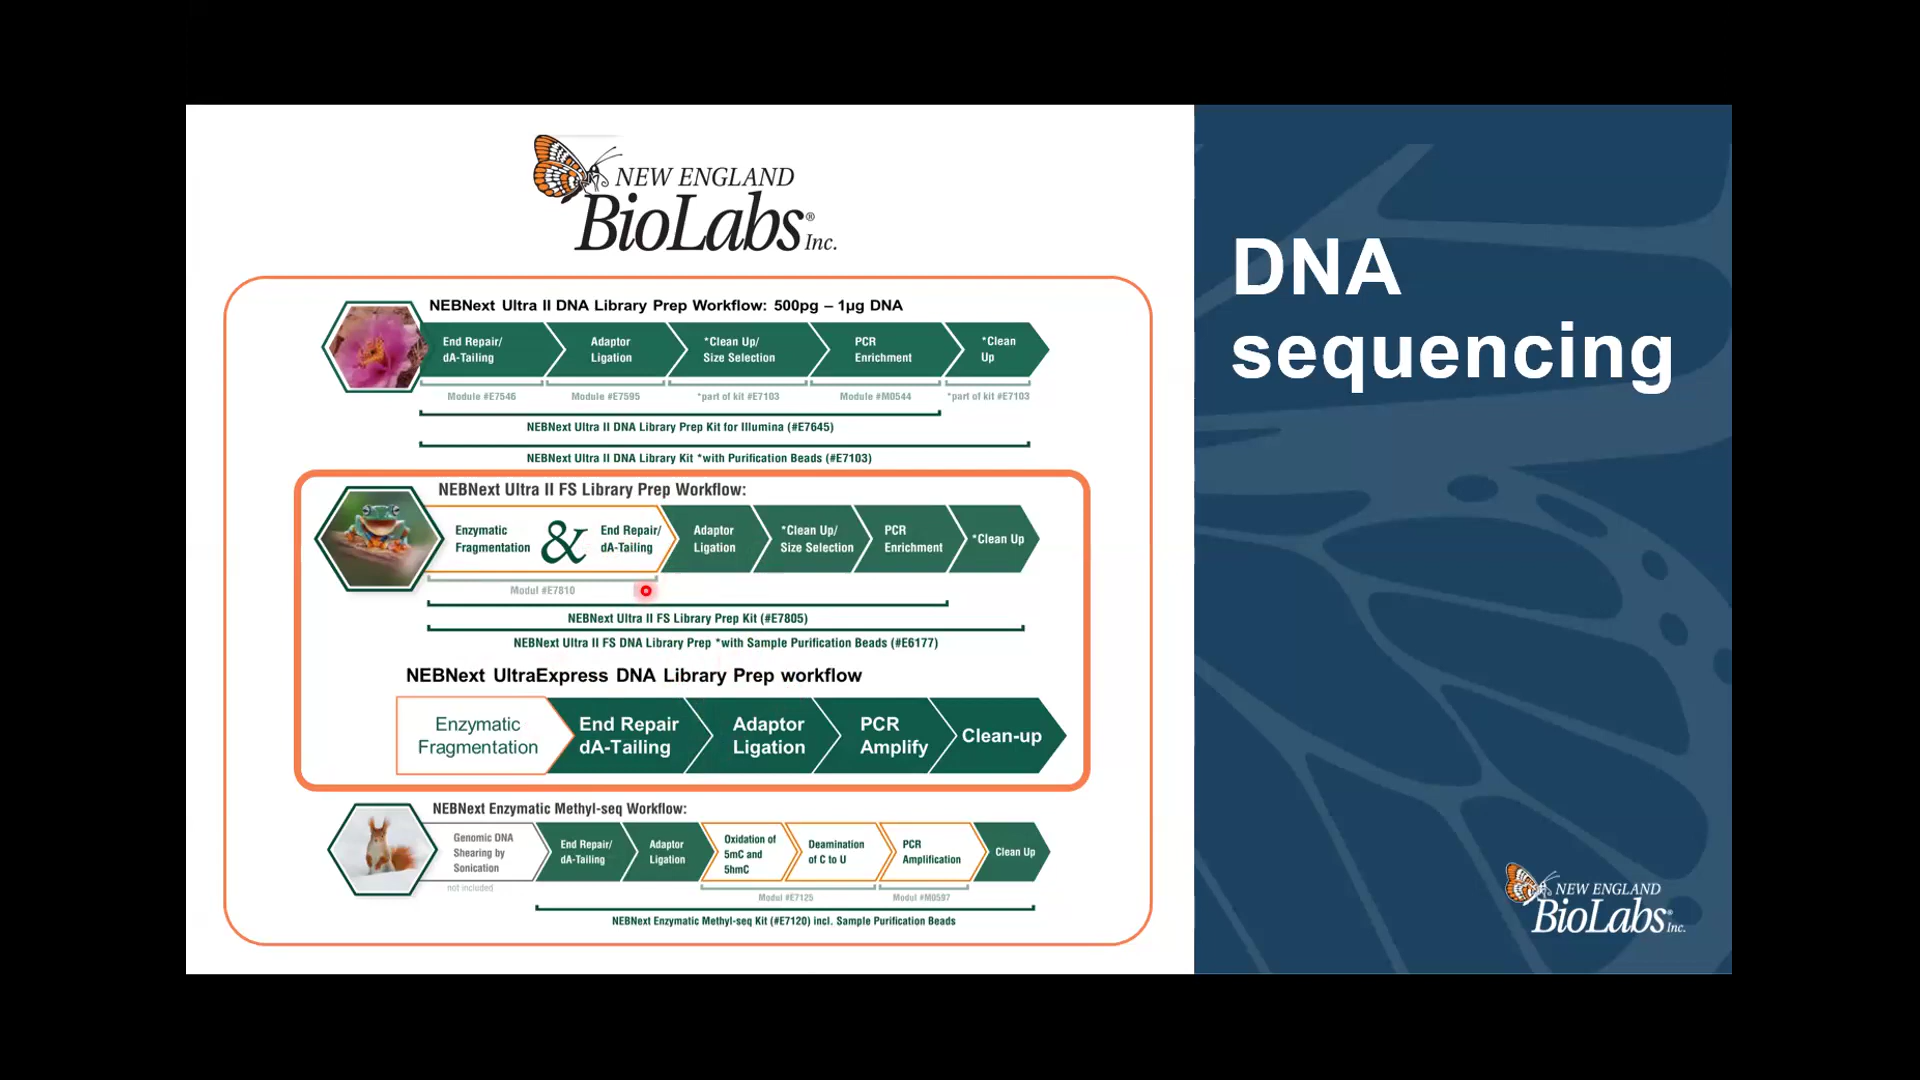 NEW ENGLAND
BioLabs® Inc.
NEBNext Ultra II DNA Library Prep Workflow: 500pg – 1µg DNA
End Repair/
dA-Tailing
Adaptor
Ligation
*Clean Up/
Size Selection
PCR
Enrichment
*Clean
Up
Module #E7546
Module #E7595
*part of kit #E7103
Module #M0544
*part of kit #E7103
NEBNext Ultra II DNA Library Prep Kit for Illumina (#E7645)
NEBNext Ultra II DNA Library Kit *with Purification Beads (#E7103)
NEBNext Ultra II FS Library Prep Workflow:
Enzymatic
Fragmentation
&
End Repair/
dA-Tailing
Adaptor
Ligation
*Clean Up/
Size Selection
PCR
Enrichment
*Clean Up
Modul #E7810
NEBNext Ultra II FS Library Prep Kit (#E7805)
NEBNext Ultra II FS DNA Library Prep *with Sample Purification Beads (#E6177)
NEBNext UltraExpress DNA Library Prep workflow
Enzymatic
Fragmentation
End Repair
dA-Tailing
Adaptor
Ligation
PCR
Amplify
Clean-up
NEBNext Enzymatic Methyl-seq Workflow:
Genomic DNA
Shearing by
Sonication
End Repair/
dA-Tailing
Adaptor
Ligation
Oxidation of
5mC and
5hmC
Deamination
of C to U
PCR
Amplification
Clean Up
not included
Modul #E7125
Modul #M0597
NEBNext Enzymatic Methyl-seq Kit (#E7120) incl. Sample Purification Beads
DNA
sequencing
NEW ENGLAND
BioLabs® Inc.